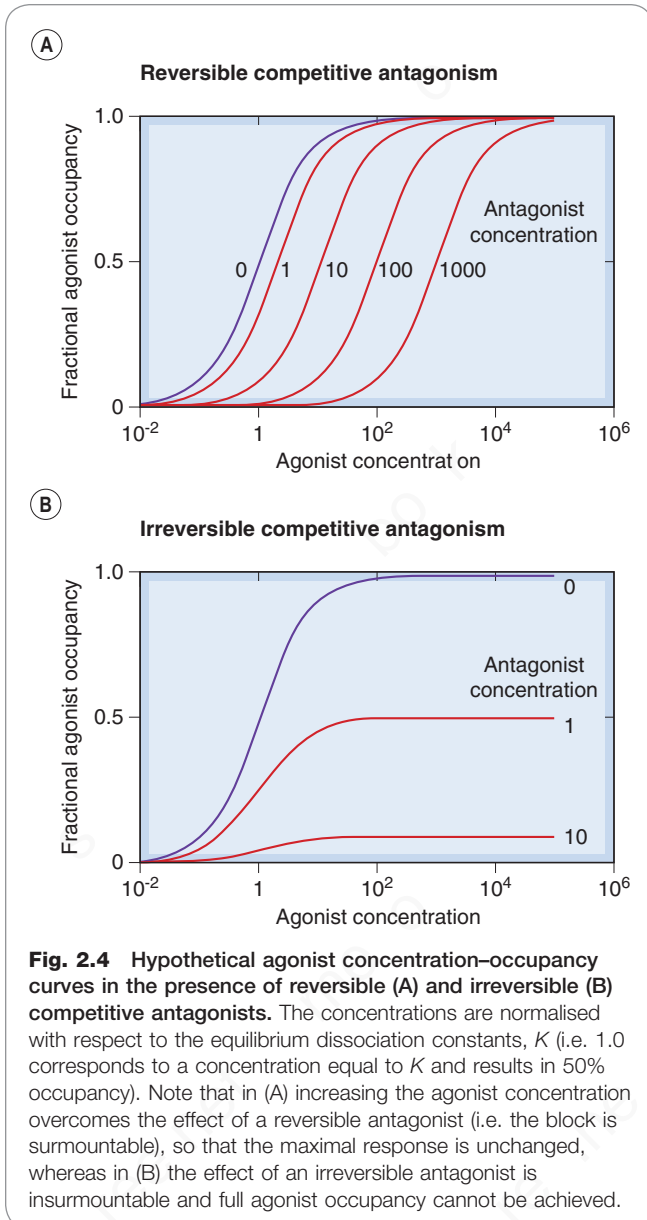 A
Reversible competitive antagonism
1.0
0.5
0
Fractional agonist occupancy
0
1
10
100
1000
Antagonist
concentration
10-2
1
10²
10⁴
10⁶
Agonist concentrat on
B
Irreversible competitive antagonism
1.0
0.5
0
Fractional agonist occupancy
0
Antagonist
concentration
1
10
10-2
1
10²
10⁴
10⁶
Agonist concentration
Fig. 2.4 Hypothetical agonist concentration–occupancy
curves in the presence of reversible (A) and irreversible (B)
competitive antagonists. The concentrations are normalised
with respect to the equilibrium dissociation constants, K (i.e. 1.0
corresponds to a concentration equal to K and results in 50%
occupancy). Note that in (A) increasing the agonist concentration
overcomes the effect of a reversible antagonist (i.e. the block is
surmountable), so that the maximal response is unchanged,
whereas in (B) the effect of an irreversible antagonist is
insurmountable and full agonist occupancy cannot be achieved.